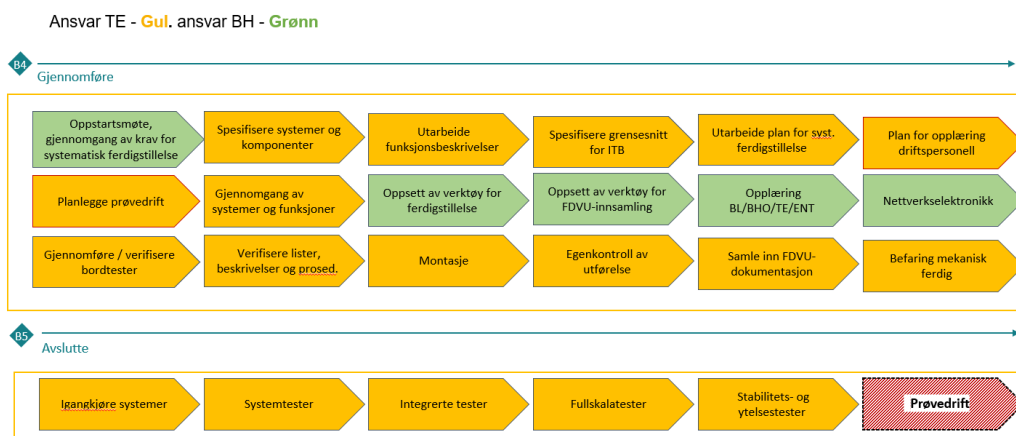 Ansvar TE - Gul. ansvar BH - Grønn
B4
Gjennomføre
Oppstartsmøte,
gjennomgang av krav for
systematisk ferdigstillelse
Spesifisere systemer og
komponenter
Utarbeide
funksjonsbeskrivelser
Spesifisere grensesnitt
for ITB
Utarbeide plan for syst.
ferdigstillelse
Plan for opplæring
driftspersonell
Planlegge prøvedrift
Gjennomgang av
systemer og funksjoner
Oppsett av verktøy for
ferdigstillelse
Oppsett av verktøy for
FDVU-innsamling
Opplæring
BL/BHO/TE/ENT
Nettverkselektronikk
Gjennomføre / verifisere
bordtester
Verifisere lister,
beskrivelser og prosed.
Montasje
Egenkontroll av
utførelse
Samle inn FDVU-
dokumentasjon
Befaring mekanisk
ferdig
B5
Avslutte
Igangkjøre systemer
Systemtester
Integrerte tester
Fullskalatester
Stabilitets- og
ytelsestester
Prøvedrift